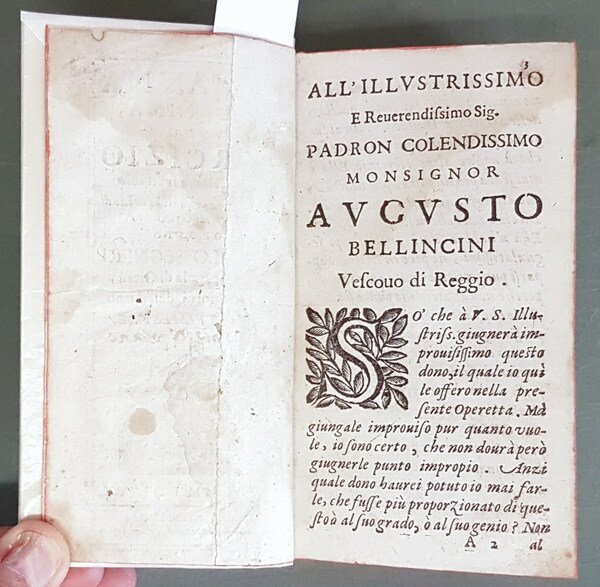 3
ALL'ILLVSTRISSIMO
E Reuerendiſsimo Sig.
PADRON COLENDISSIMO
MONSIGNOR
AVGVSTO
BELLINCINI
Veſcouo di Reggio.
SO' che à V. S. Illu-
ſtriſs. giugnerà im-
prouiſiſſimo queſto
dono, il quale io quì
le offero nella pre-
ſente Operetta. Ma
giungale improuiſo pur quanto vuo-
le, io ſono certo, che non dourà però
giugnerle punto improprio. Anzi
quale dono haurei potuto io mai far-
le, che fuſſe più proporzionato di que-
ſto ò al ſuo grado, ò al ſuo genio? Non
A 2 al